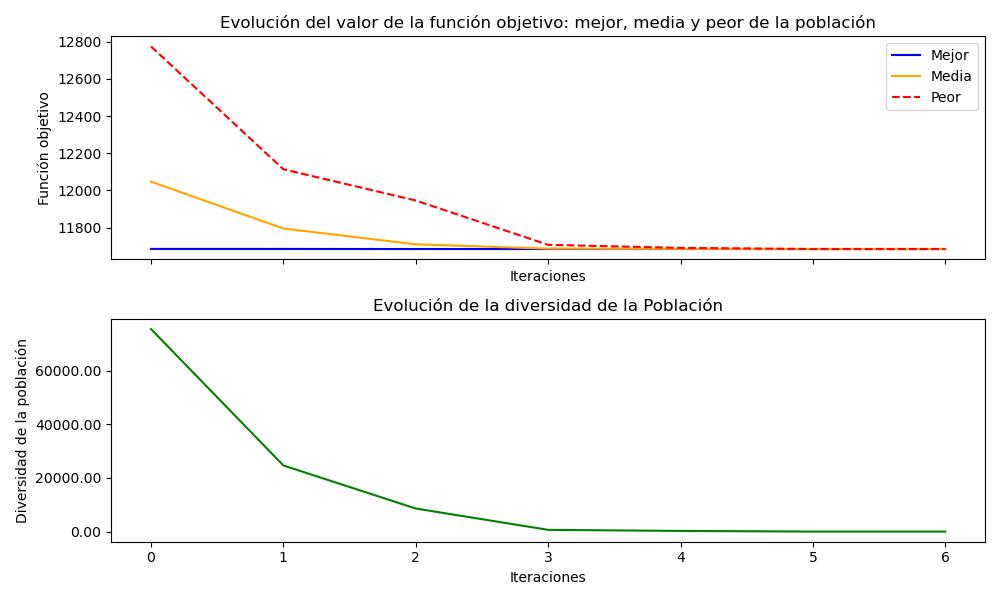 Evolución del valor de la función objetivo: mejor, media y peor de la población
12800
12600
12400
12200
12000
11800
Función objetivo
Mejor
Media
Peor
Iteraciones
Evolución de la diversidad de la Población
60000.00
40000.00
20000.00
0.00
Diversidad de la población
0 1 2 3 4 5 6
Iteraciones